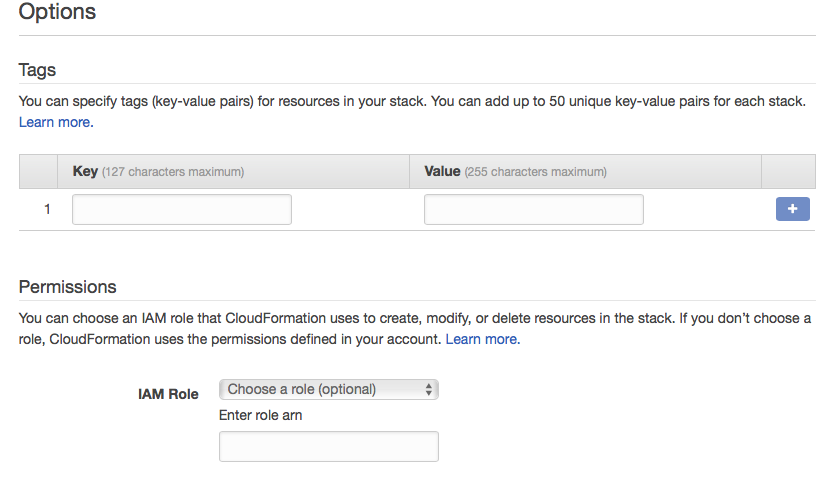 Options
Tags
You can specify tags (key-value pairs) for resources in your stack. You can add up to 50 unique key-value pairs for each stack.
Learn more.
Key (127 characters maximum) Value (255 characters maximum)
1 +
Permissions
You can choose an IAM role that CloudFormation uses to create, modify, or delete resources in the stack. If you don't choose a
role, CloudFormation uses the permissions defined in your account. Learn more.
IAM Role Choose a role (optional)
Enter role arn